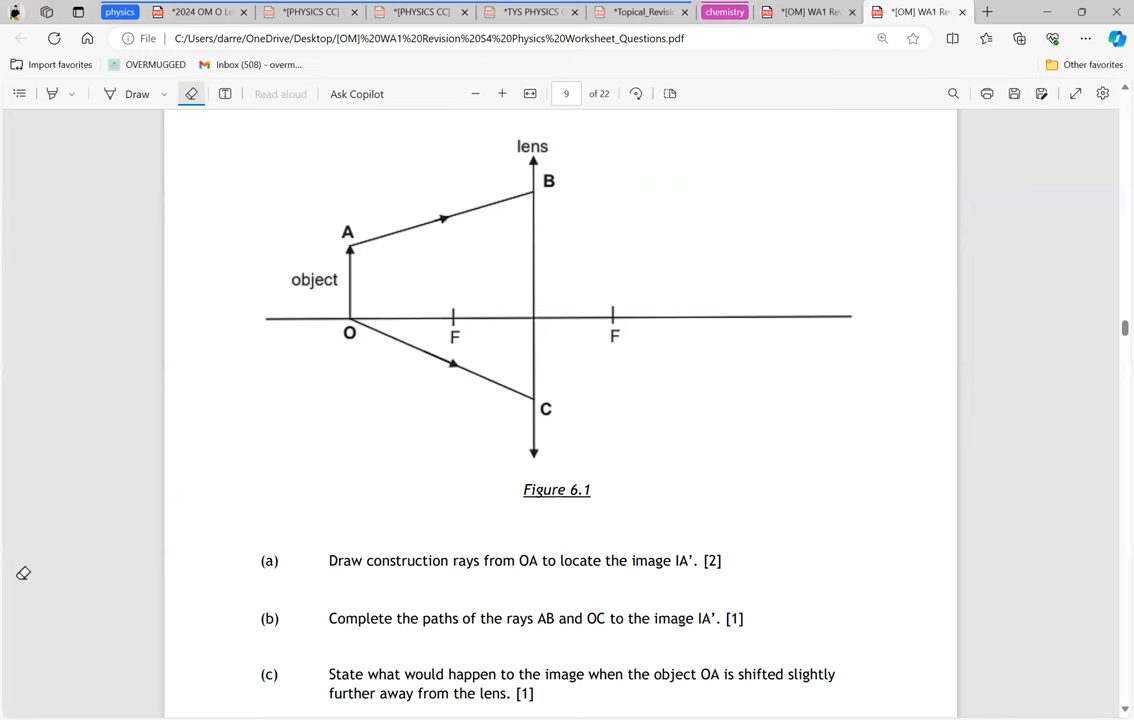 physics
*2024 OM O Le
*[PHYSICS CC]
*[PHYSICS CC]
*TYS PHYSICS (
*Topical_Revisi
chemistry
*[OM] WA1 Re
*[OM] WA1 Re
File
C:/Users/darre/OneDrive/Desktop/[OM]%20WA1%20Revision%20S4%20Physics%20Worksheet_Questions.pdf
Import favorites
OVERMUGGED
Inbox (508) - overm...
Other favorites
Draw
Read aloud
Ask Copilot
9
of 22
lens
B
A
object
O
F
F
C
Figure 6.1
(a) Draw construction rays from OA to locate the image IA’. [2]
(b) Complete the paths of the rays AB and OC to the image IA’. [1]
(c) State what would happen to the image when the object OA is shifted slightly
further away from the lens. [1]